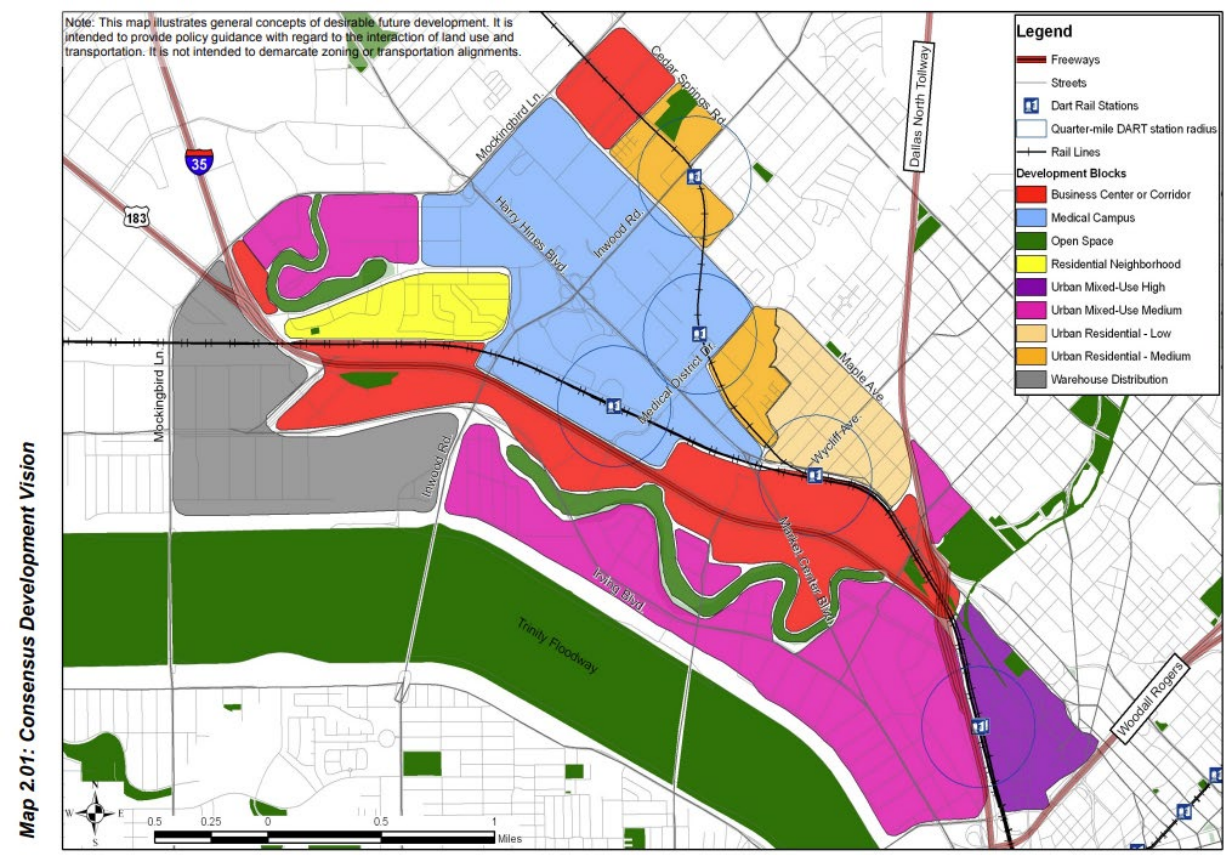 Note: This map illustrates general concepts of desirable future development. It is
intended to provide policy guidance with regard to the interaction of land use and
transportation. It is not intended to demarcate zoning or transportation alignments.
Legend
Freeways
Streets
Dart Rail Stations
Quarter-mile DART station radius
Rail Lines
Development Blocks
Business Center or Corridor
Medical Campus
Open Space
Residential Neighborhood
Urban Mixed-Use High
Urban Mixed-Use Medium
Urban Residential - Low
Urban Residential - Medium
Warehouse Distribution
Cedar Springs Rd.
Mockingbird Ln.
Dallas North Tollway
35
183
Harry Hines Blvd
Inwood Rd.
Mockingbird Ln.
Medical District Dr.
Maple Ave.
Wycliff Ave.
Inwood Rd.
Market Center Blvd.
Irving Blvd.
Trinity Floodway
Woodall Rogers
Map 2.01: Consensus Development Vision
N
W
E
S
0.5
0.25
0
0.5
1
Miles